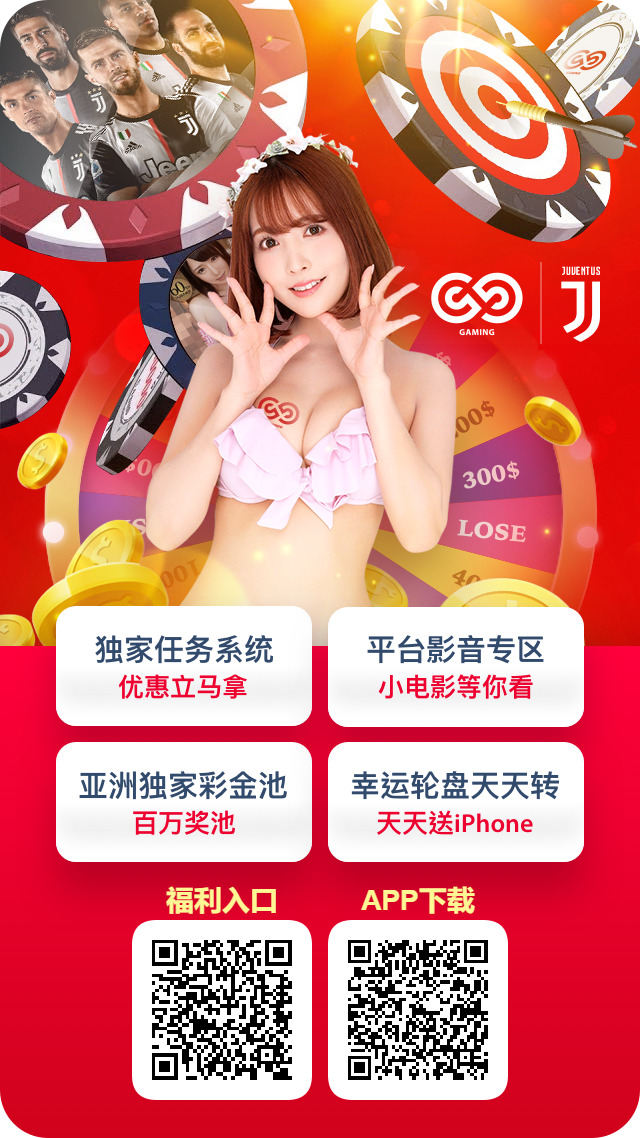 JUVENTUS
GAMING
300$
LOSE
独家任务系统
优惠立马拿
平台影音专区
小电影等你看
亚洲独家彩金池
百万奖池
幸运轮盘天天转
天天送iPhone
福利入口
APP下载